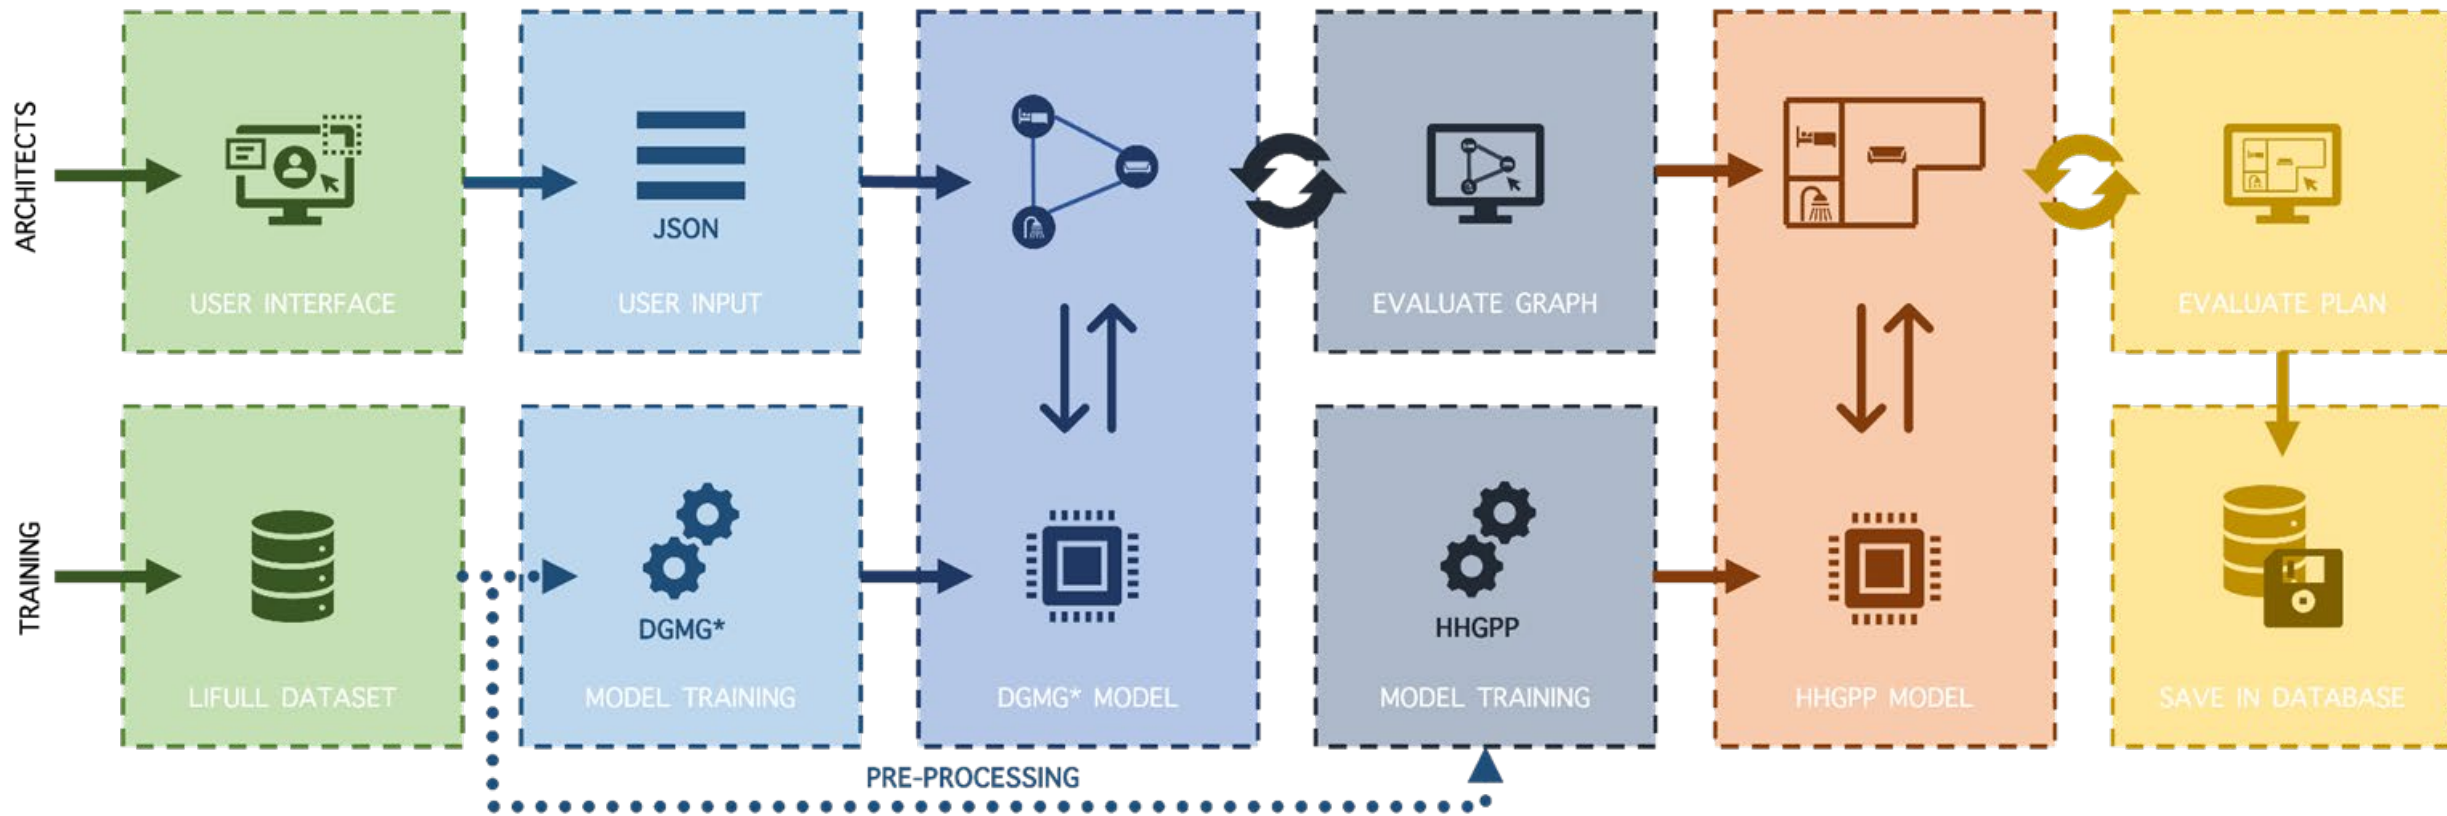 ARCHITECTS
JSON
USER INTERFACE
USER INPUT
EVALUATE GRAPH
EVALUATE PLAN
TRAINING
DGMG*
HHGPP
LIFULL DATASET
MODEL TRAINING
DGMG* MODEL
MODEL TRAINING
HHGPP MODEL
SAVE IN DATABASE
PRE-PROCESSING